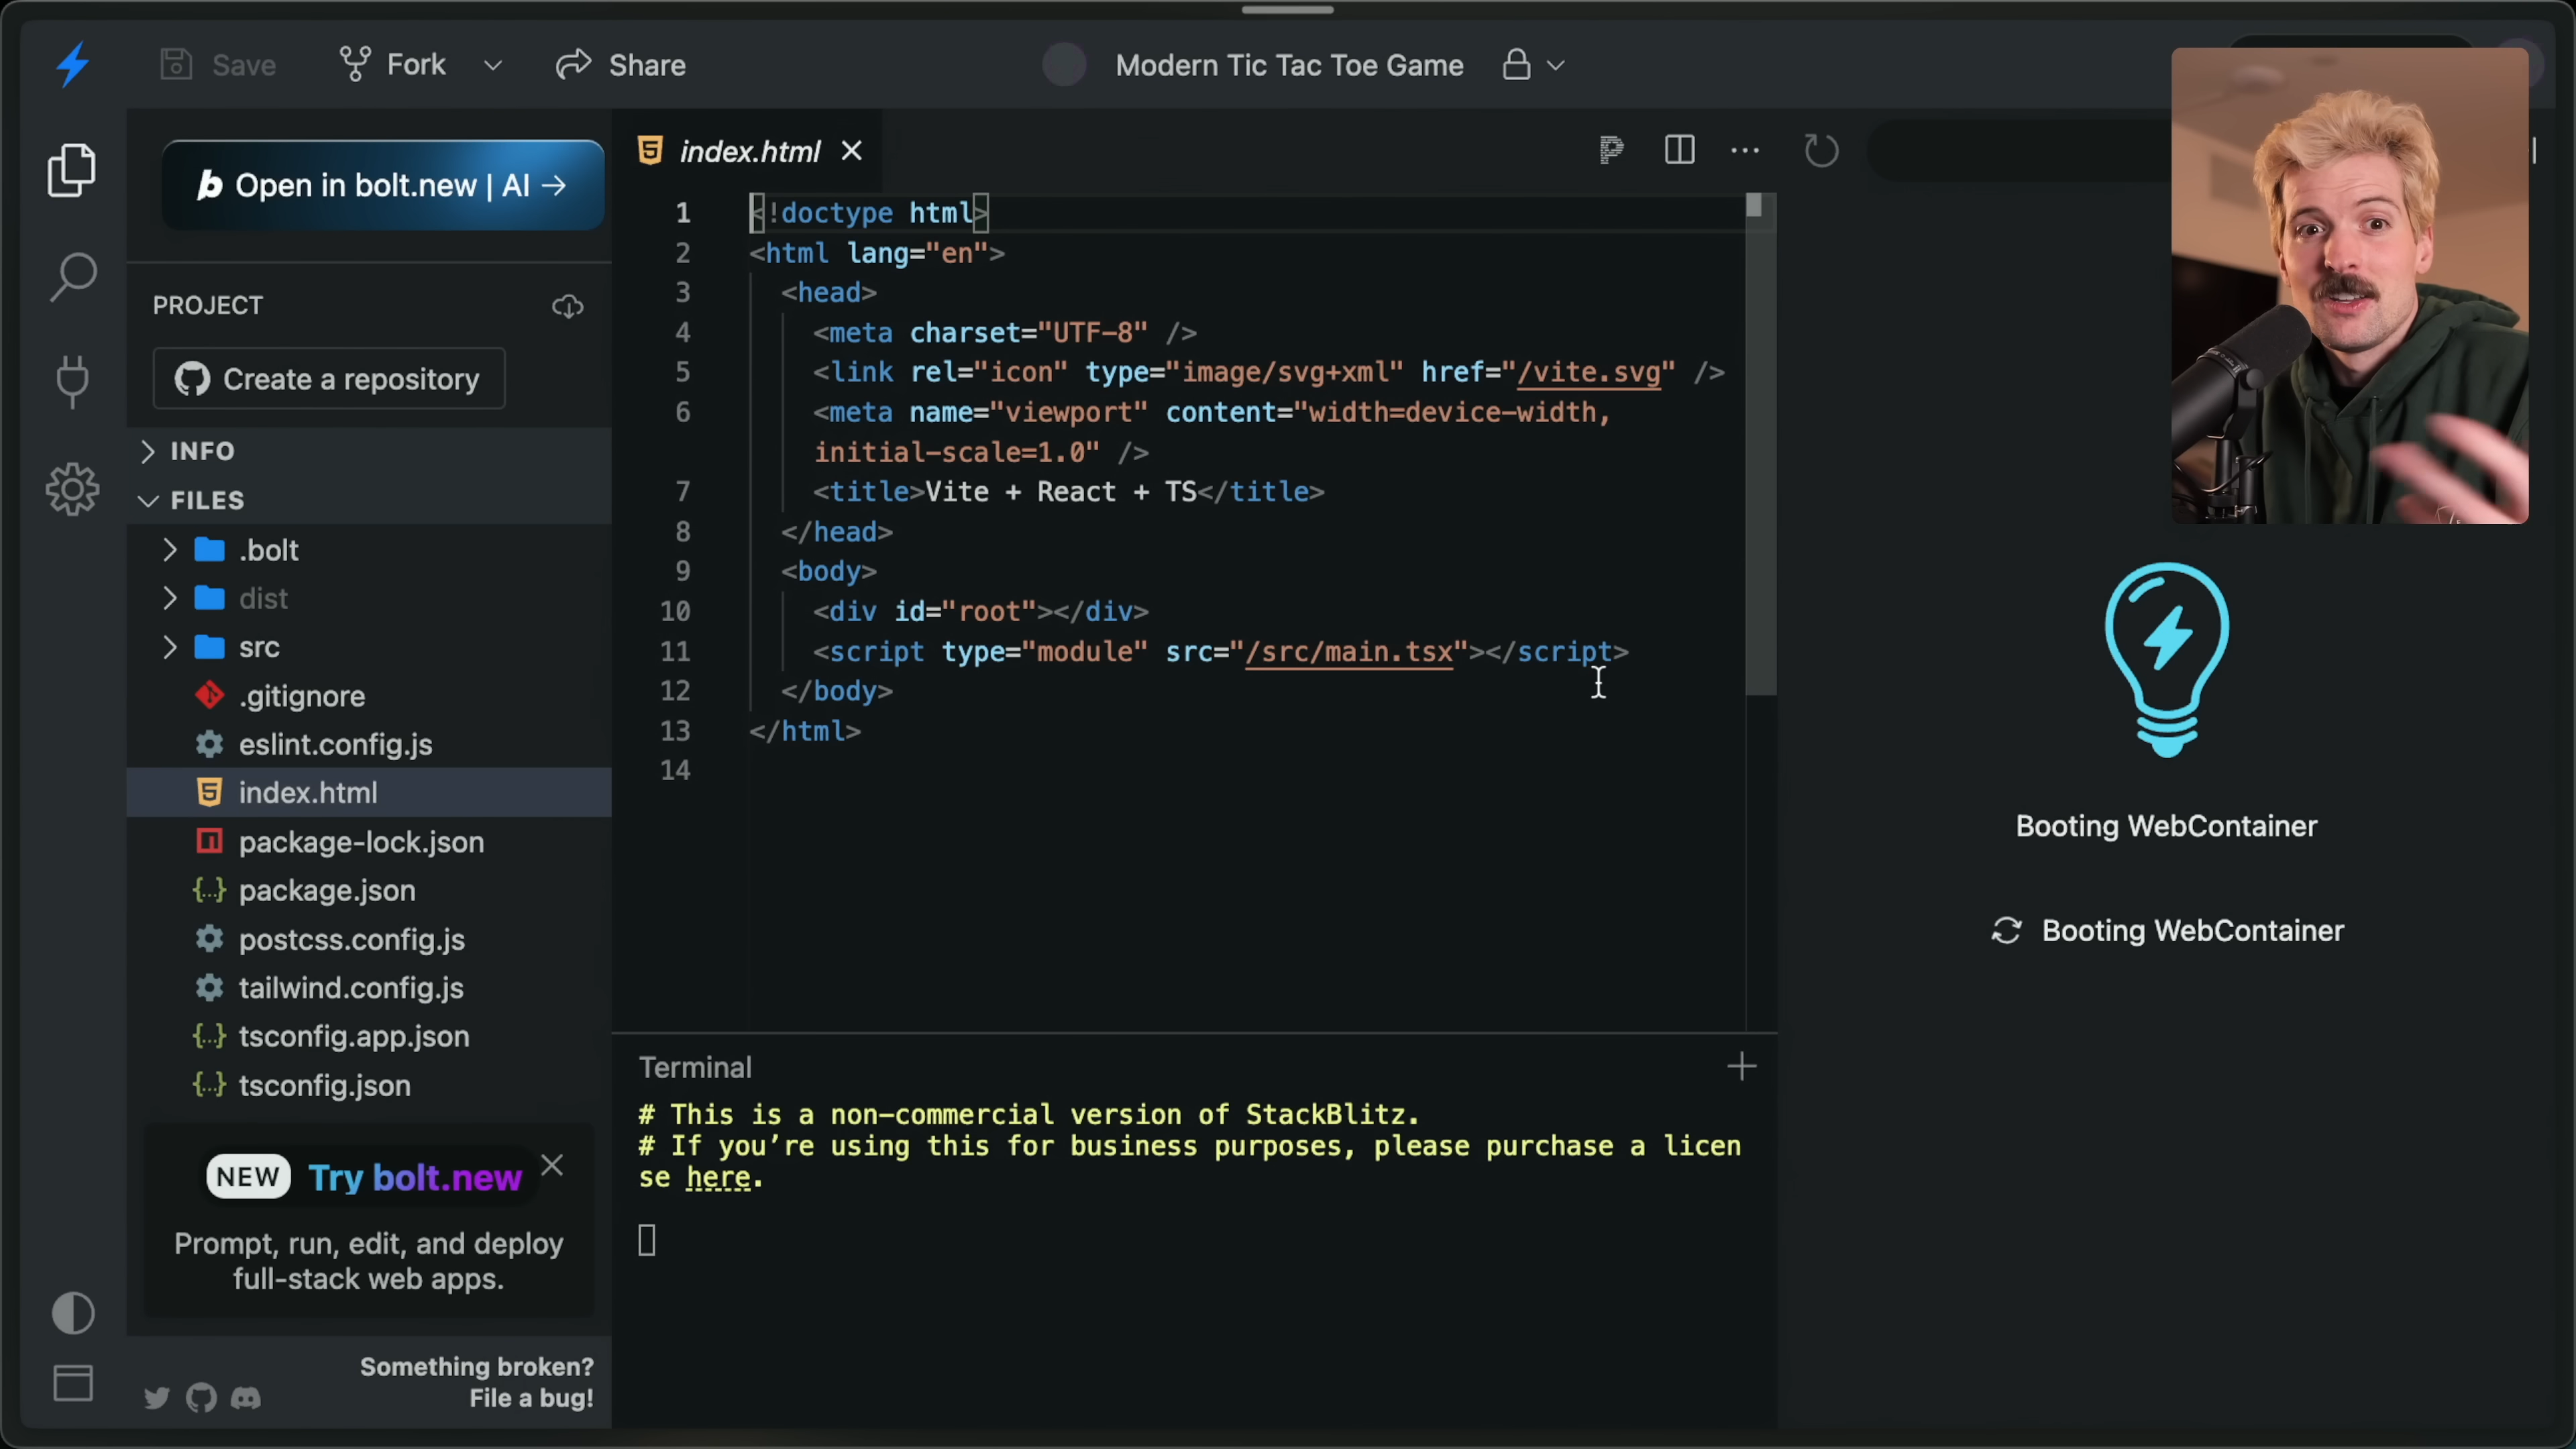 Save
Fork
Share
Modern Tic Tac Toe Game
b Open in bolt.new | AI →
PROJECT
Create a repository
INFO
FILES
.bolt
dist
src
.gitignore
eslint.config.js
index.html
package-lock.json
package.json
postcss.config.js
tailwind.config.js
tsconfig.app.json
tsconfig.json
NEW Try bolt.new
Prompt, run, edit, and deploy
full-stack web apps.
Something broken?
File a bug!
index.html
1 <!doctype html>
2 <html lang="en">
3 <head>
4 <meta charset="UTF-8" />
5 <link rel="icon" type="image/svg+xml" href="/vite.svg" />
6 <meta name="viewport" content="width=device-width,
initial-scale=1.0" />
7 <title>Vite + React + TS</title>
8 </head>
9 <body>
10 <div id="root"></div>
11 <script type="module" src="/src/main.tsx"></script>
12 </body>
13 </html>
14
Terminal
# This is a non-commercial version of StackBlitz.
# If you’re using this for business purposes, please purchase a licen
se here.
Booting WebContainer
Booting WebContainer